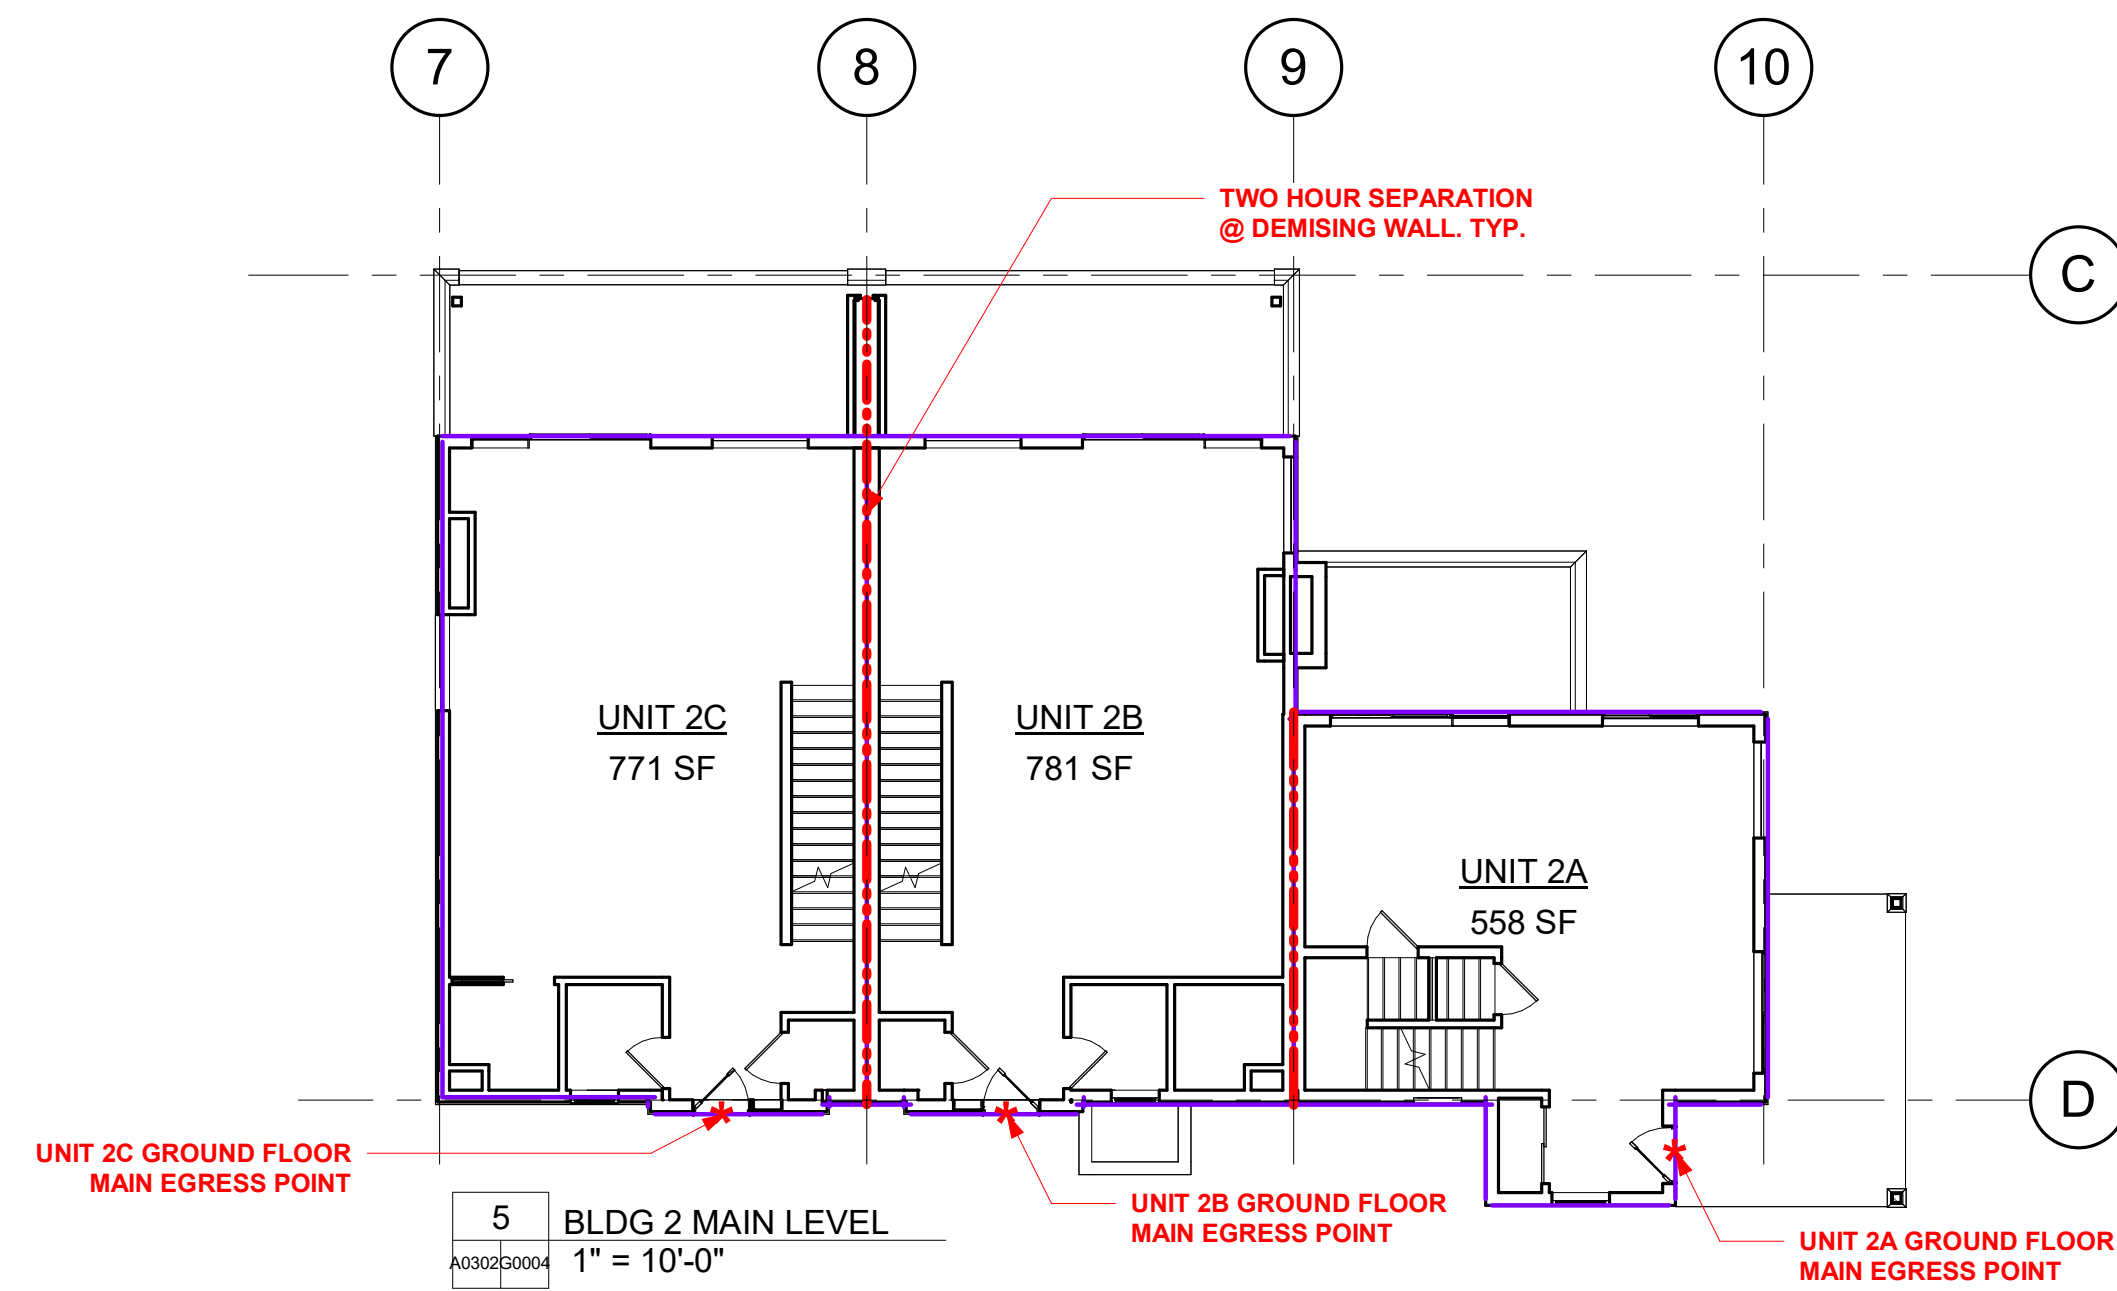 7
8
9
10
TWO HOUR SEPARATION
@ DEMISING WALL. TYP.
C
UNIT 2C
771 SF
UNIT 2B
781 SF
UNIT 2A
558 SF
D
UNIT 2C GROUND FLOOR
MAIN EGRESS POINT
UNIT 2B GROUND FLOOR
MAIN EGRESS POINT
UNIT 2A GROUND FLOOR
MAIN EGRESS POINT
5
BLDG 2 MAIN LEVEL
A0302
G0004
1" = 10'-0"